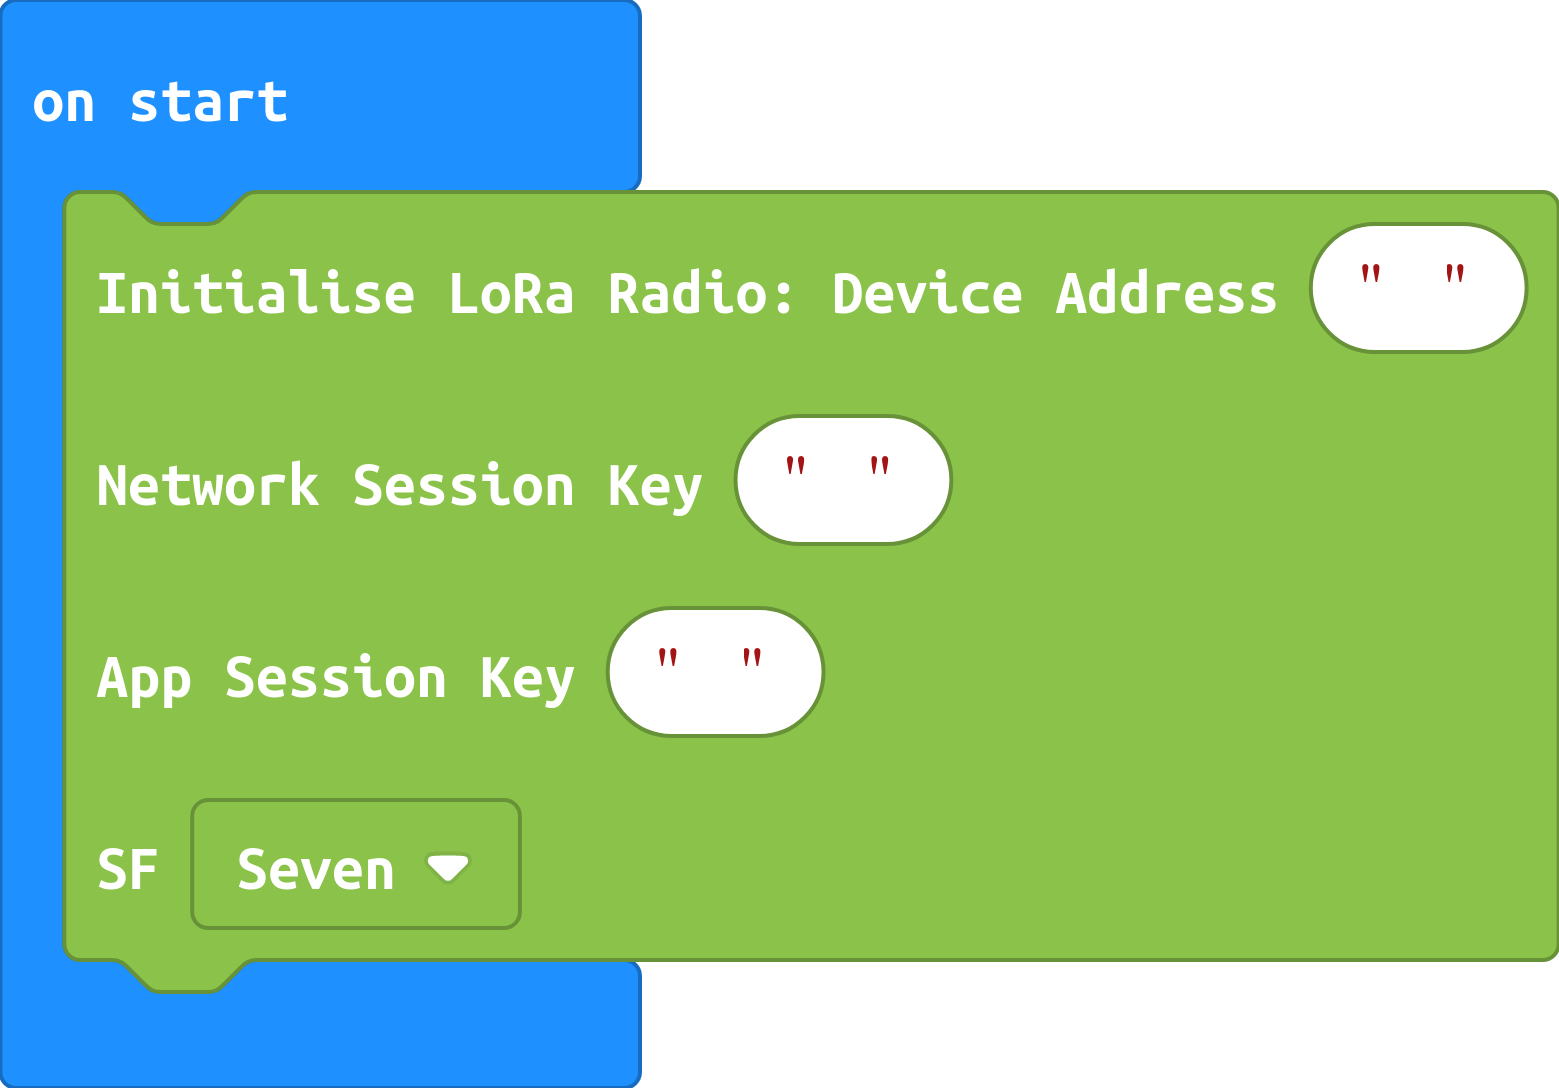 on start
Initialise LoRa Radio: Device Address " "
Network Session Key " "
App Session Key " "
SF Seven